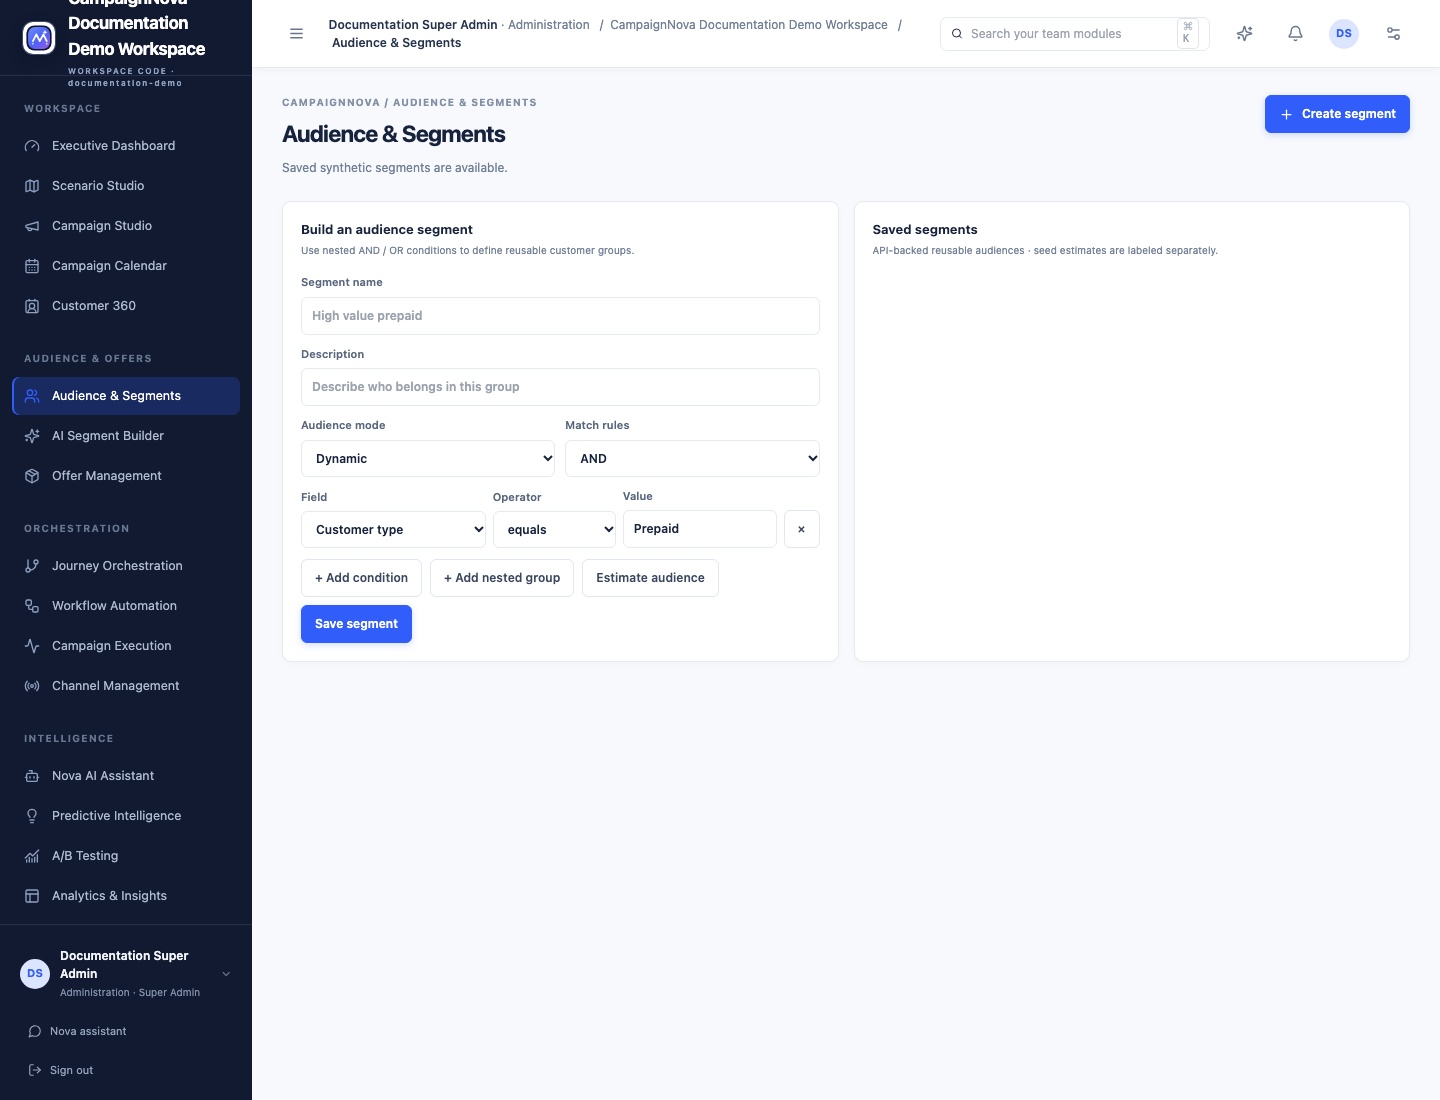 CampaignNova
Documentation
Demo Workspace
WORKSPACE CODE ·
documentation-demo
WORKSPACE
Executive Dashboard
Scenario Studio
Campaign Studio
Campaign Calendar
Customer 360
AUDIENCE & OFFERS
Audience & Segments
AI Segment Builder
Offer Management
ORCHESTRATION
Journey Orchestration
Workflow Automation
Campaign Execution
Channel Management
INTELLIGENCE
Nova AI Assistant
Predictive Intelligence
A/B Testing
Analytics & Insights
DS
Documentation Super
Admin
Administration · Super Admin
Nova assistant
Sign out
Documentation Super Admin · Administration / CampaignNova Documentation Demo Workspace /
Audience & Segments
Search your team modules
⌘
K
DS
CAMPAIGNNOVA / AUDIENCE & SEGMENTS
Audience & Segments
Saved synthetic segments are available.
+ Create segment
Build an audience segment
Use nested AND / OR conditions to define reusable customer groups.
Segment name
High value prepaid
Description
Describe who belongs in this group
Audience mode Match rules
Dynamic AND
Field Operator Value
Customer type equals Prepaid ×
+ Add condition + Add nested group Estimate audience
Save segment
Saved segments
API-backed reusable audiences · seed estimates are labeled separately.